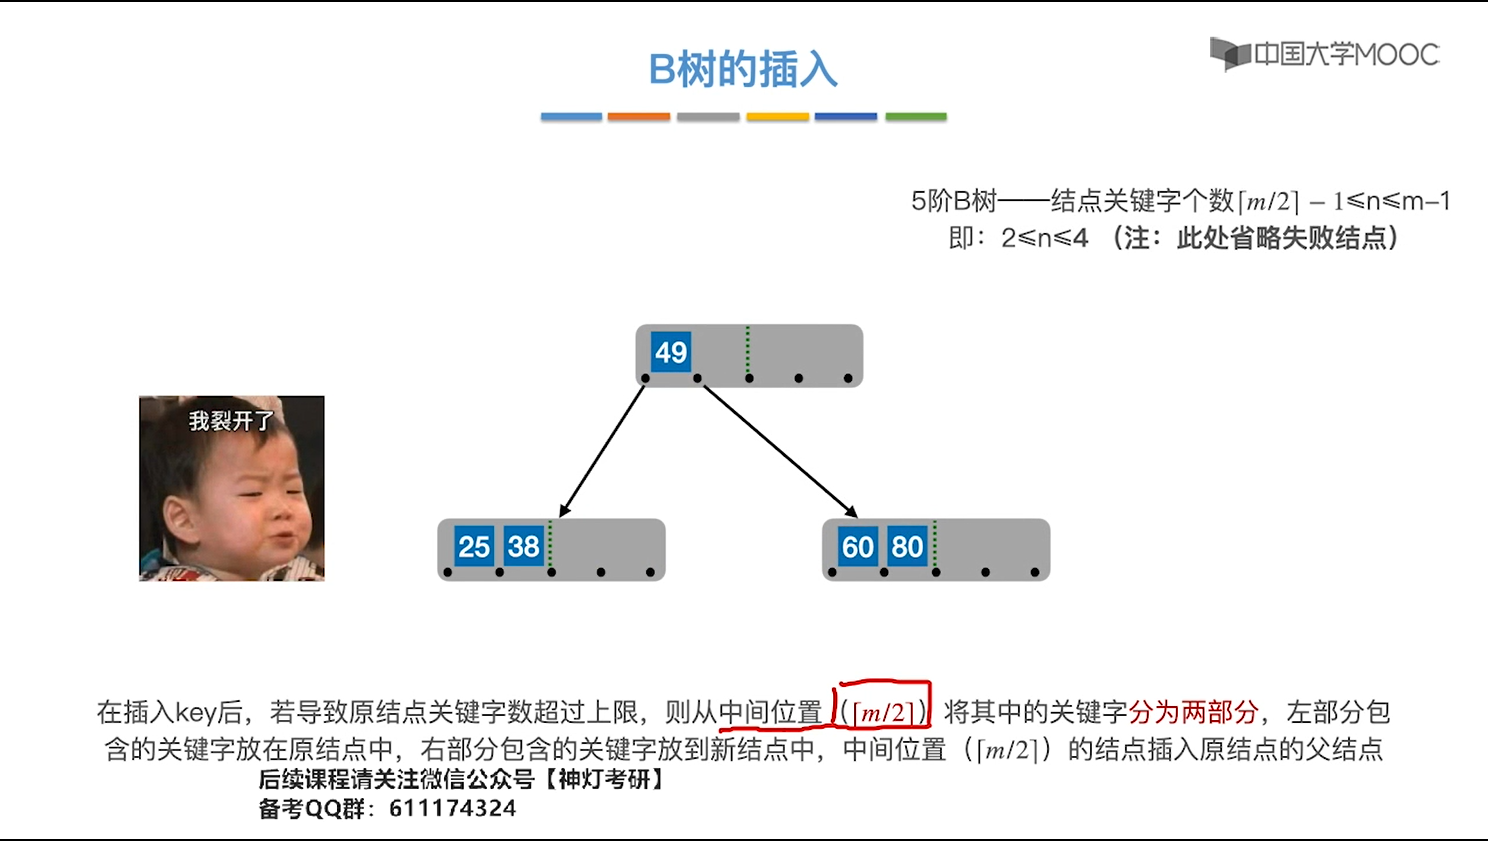 B树的插入
中国大学MOOC
5阶B树——结点关键字个数⌈m/2⌉ − 1≤n≤m–1
即：2≤n≤4 （注：此处省略失败结点）
49
我裂开了
25 38
60 80
在插入key后，若导致原结点关键字数超过上限，则从中间位置（⌈m/2⌉）将其中的关键字分为两部分，左部分包
含的关键字放在原结点中，右部分包含的关键字放到新结点中，中间位置（⌈m/2⌉）的结点插入原结点的父结点
后续课程请关注微信公众号【神灯考研】
备考QQ群：611174324